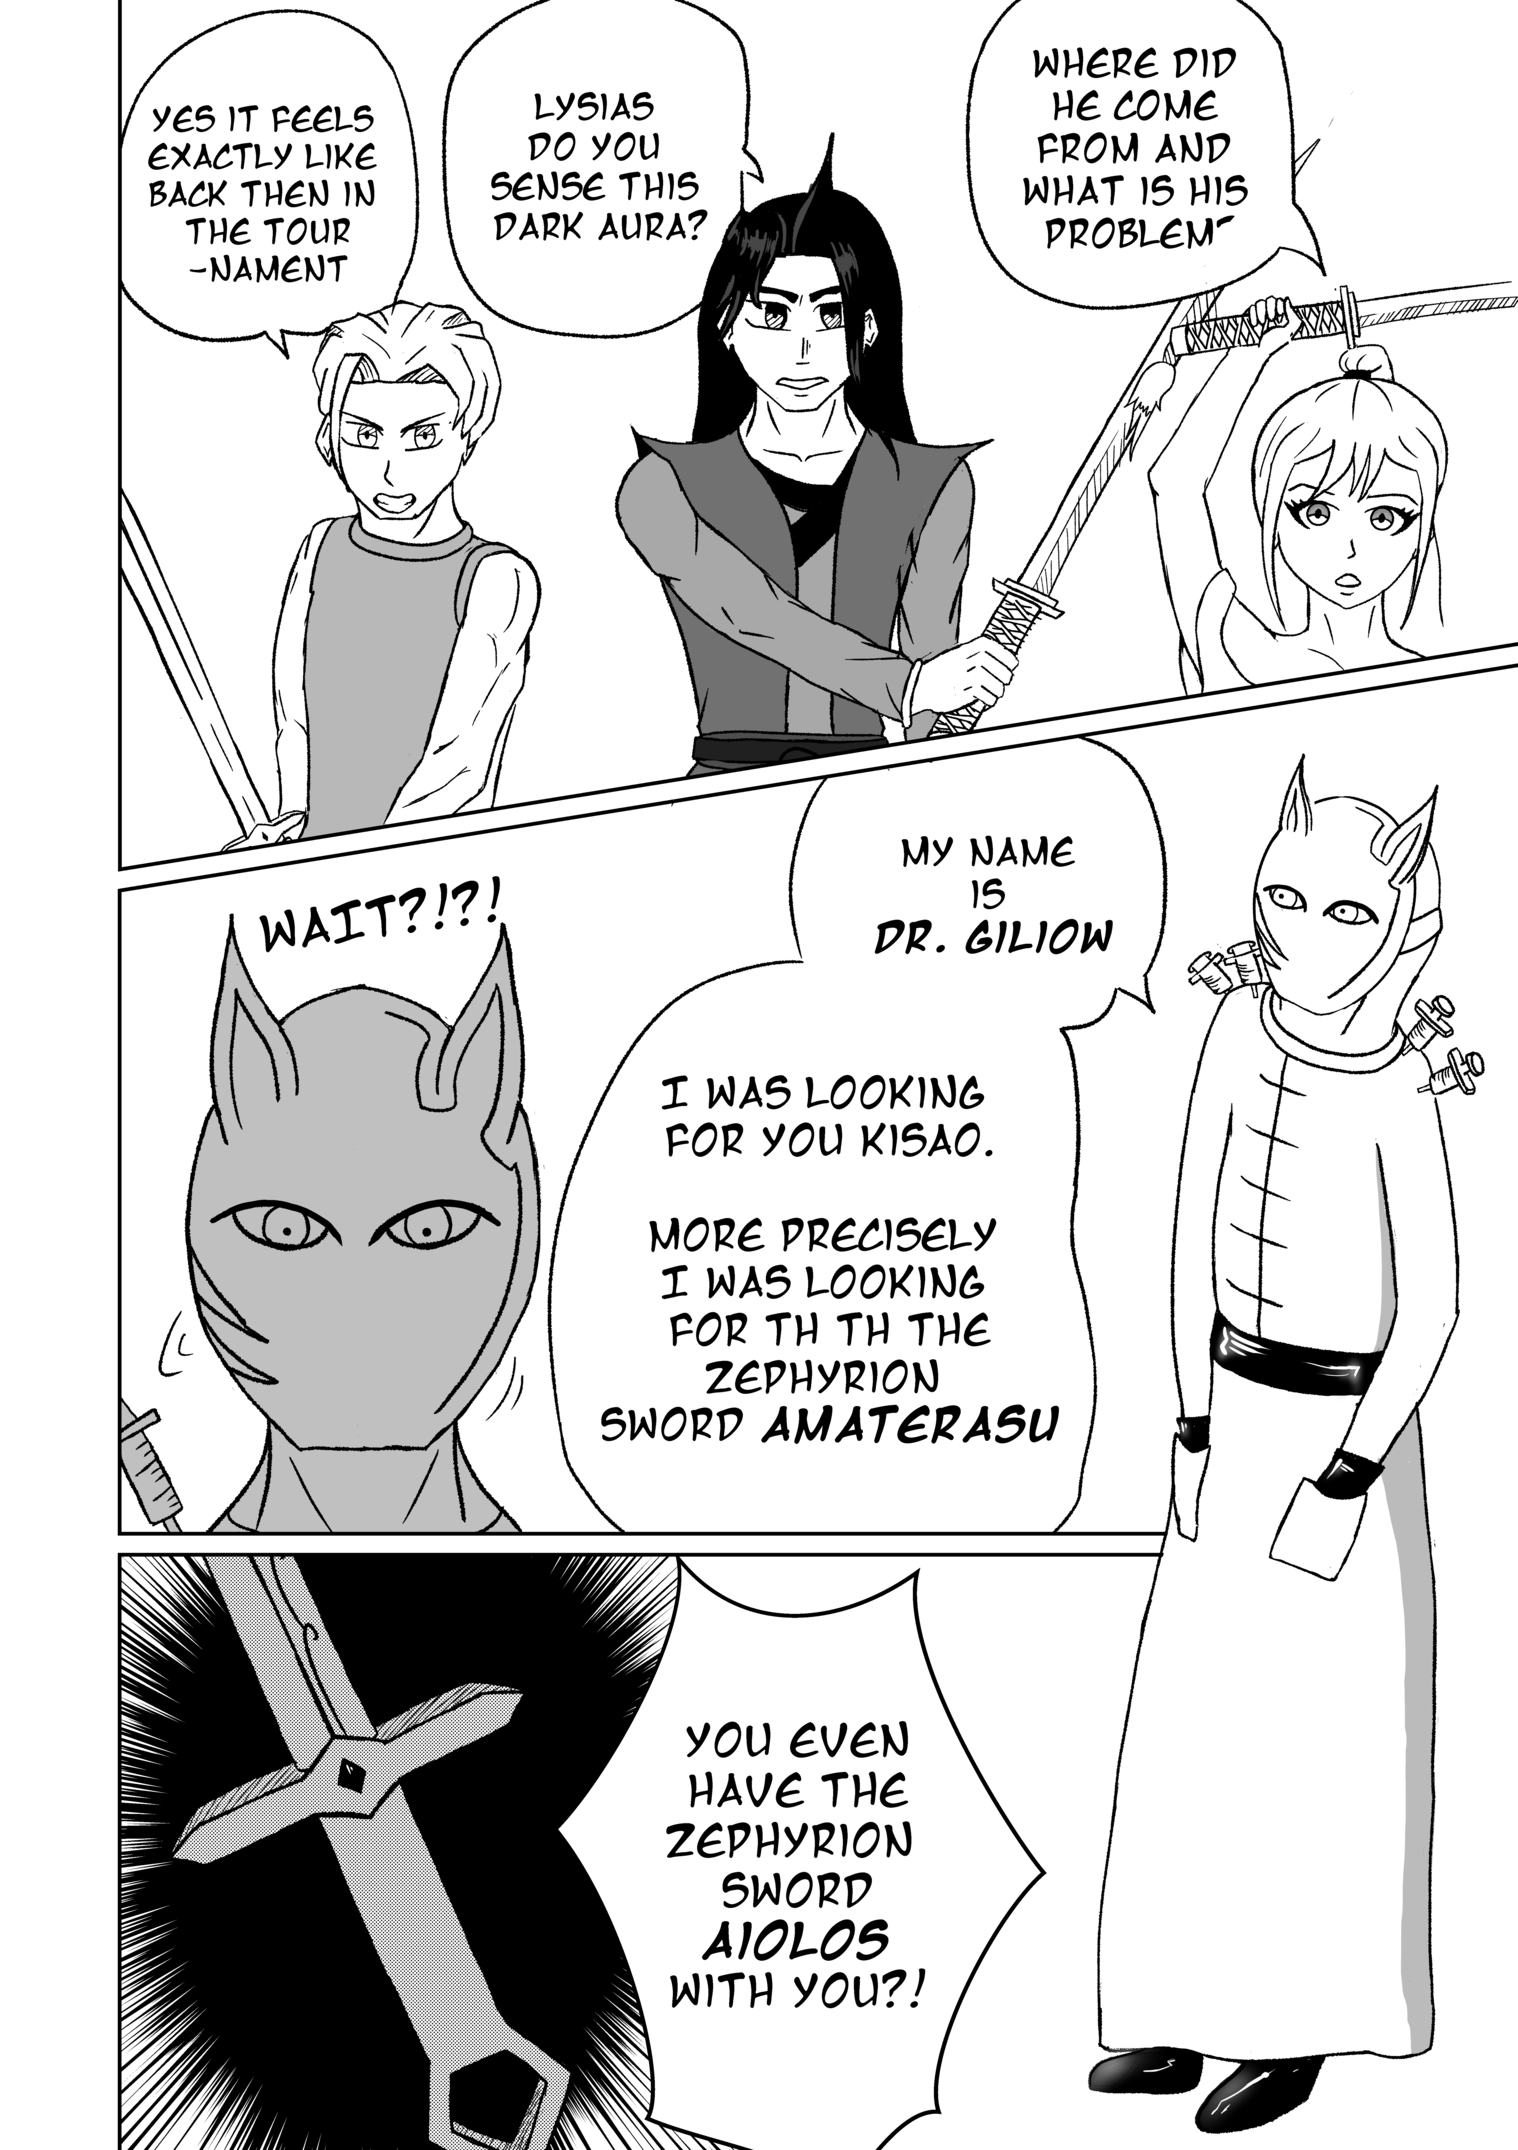 WHERE DID
HE COME
FROM AND
WHAT IS HIS
PROBLEM
LYSIAS
DO YOU
SENSE THIS
DARK AURA?
YES IT FEELS
EXACTLY LIKE
BACK THEN IN
THE TOUR
-NAMENT
MY NAME
IS
DR. GILIOW
I WAS LOOKING
FOR YOU KISAO.
MORE PRECISELY
I WAS LOOKING
FOR TH TH THE
ZEPHYRION
SWORD AMATERASU
WAIT?!?!
YOU EVEN
HAVE THE
ZEPHYRION
SWORD
AIOLOS
WITH YOU?!